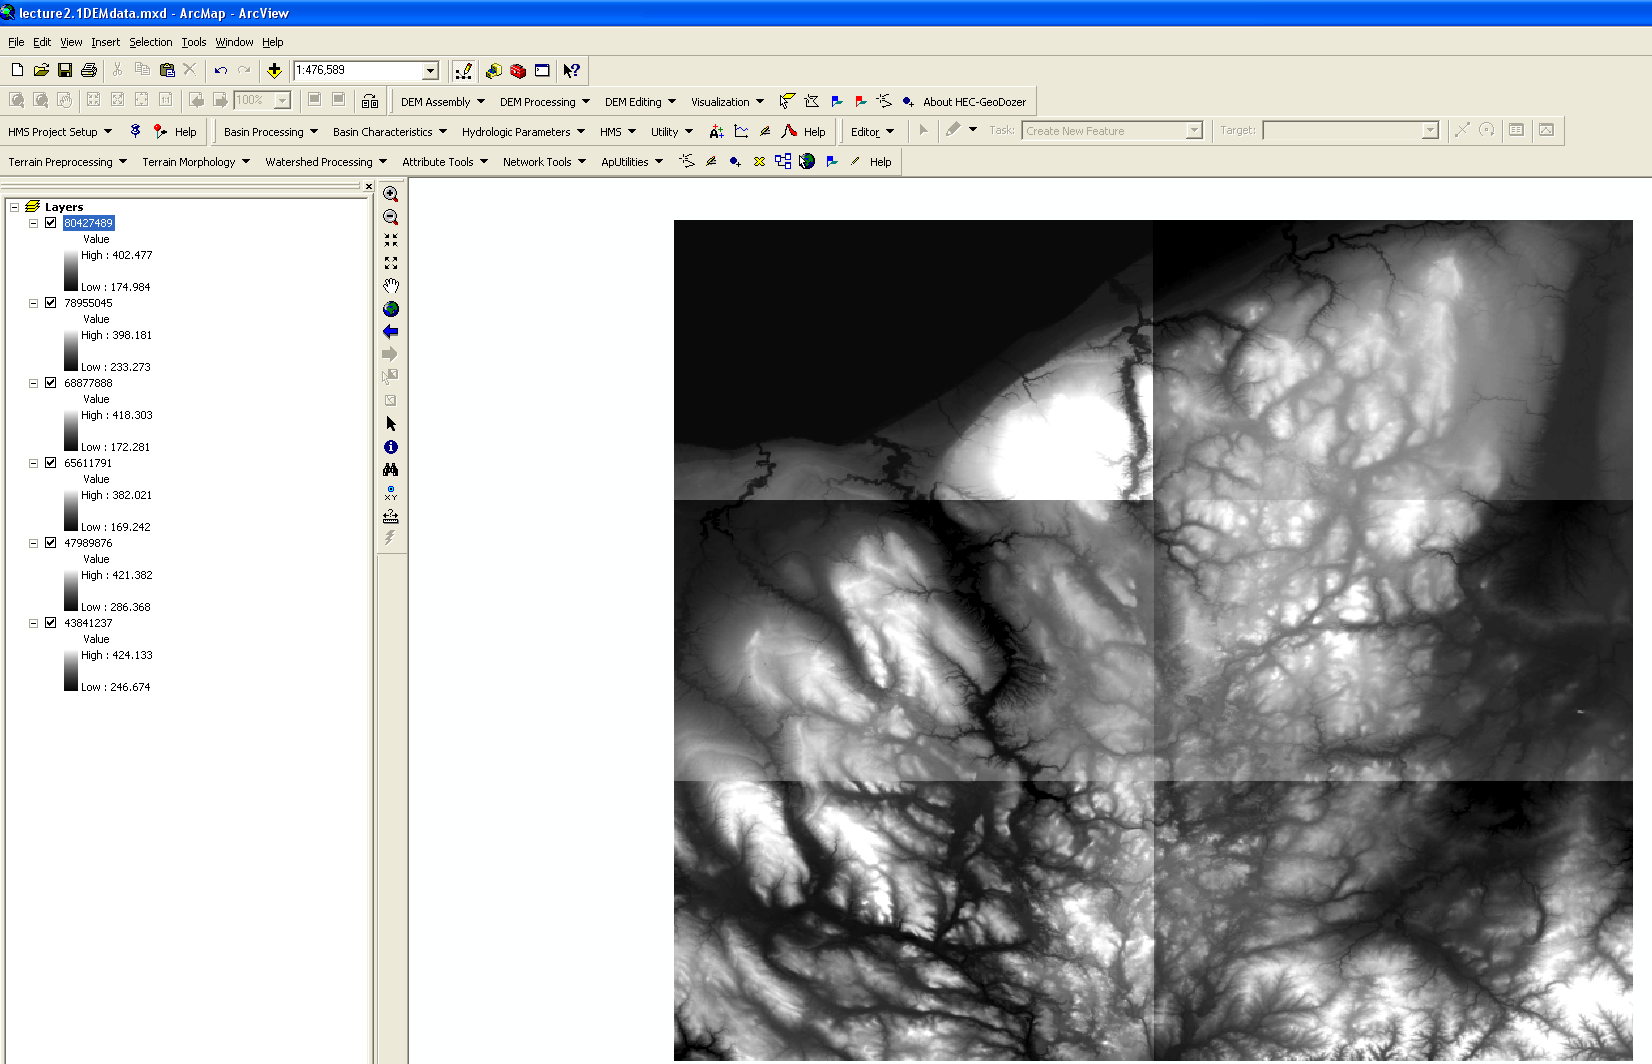 lecture2.1DEMdata.mxd - ArcMap - ArcView
File Edit View Insert Selection Tools Window Help
1:476,589
100% DEM Assembly DEM Processing DEM Editing Visualization About HEC-GeoDozer
HMS Project Setup Help Basin Processing Basin Characteristics Hydrologic Parameters HMS Utility Help Editor Task: Create New Feature Target:
Terrain Preprocessing Terrain Morphology Watershed Processing Attribute Tools Network Tools ApUtilities Help
Layers
80427489
Value
High : 402.477
Low : 174.984
78955045
Value
High : 398.181
Low : 233.273
68877888
Value
High : 418.303
Low : 172.281
65611791
Value
High : 382.021
Low : 169.242
47989876
Value
High : 421.382
Low : 286.368
43841237
Value
High : 424.133
Low : 246.674
XY